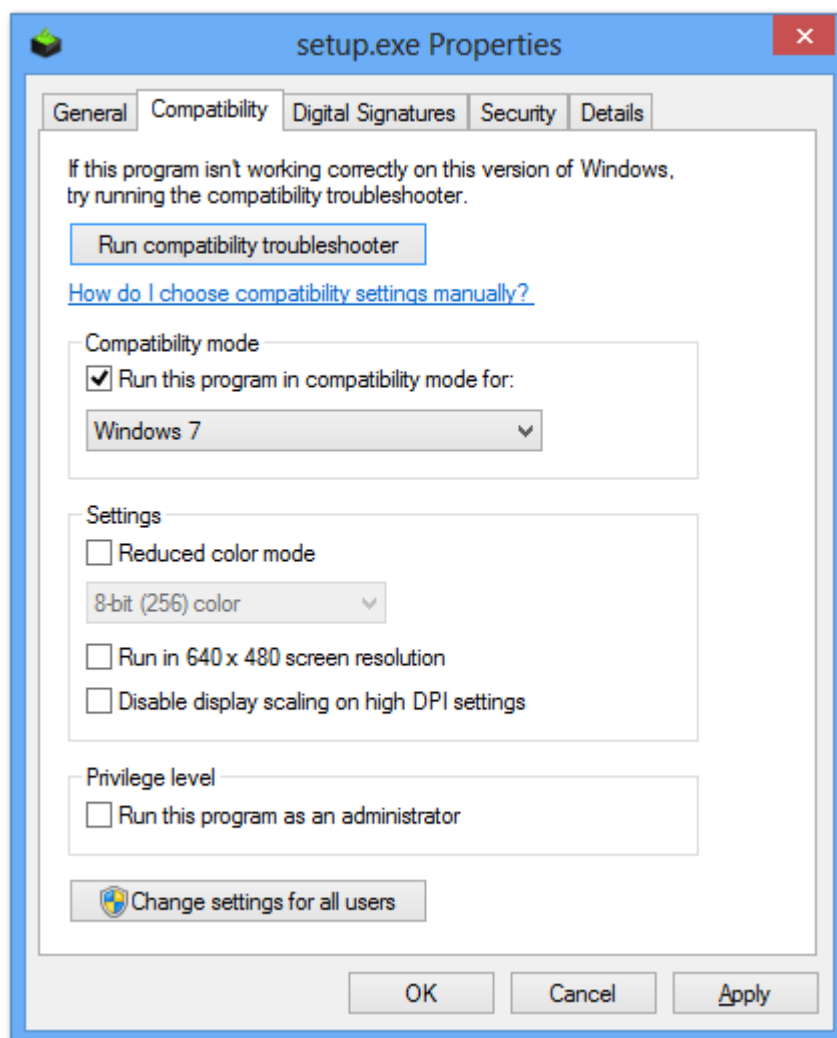 setup.exe Properties
General Compatibility Digital Signatures Security Details
If this program isn't working correctly on this version of Windows,
try running the compatibility troubleshooter.
Run compatibility troubleshooter
How do I choose compatibility settings manually?
Compatibility mode
Run this program in compatibility mode for:
Windows 7
Settings
Reduced color mode
8-bit (256) color
Run in 640 x 480 screen resolution
Disable display scaling on high DPI settings
Privilege level
Run this program as an administrator
Change settings for all users
OK Cancel Apply